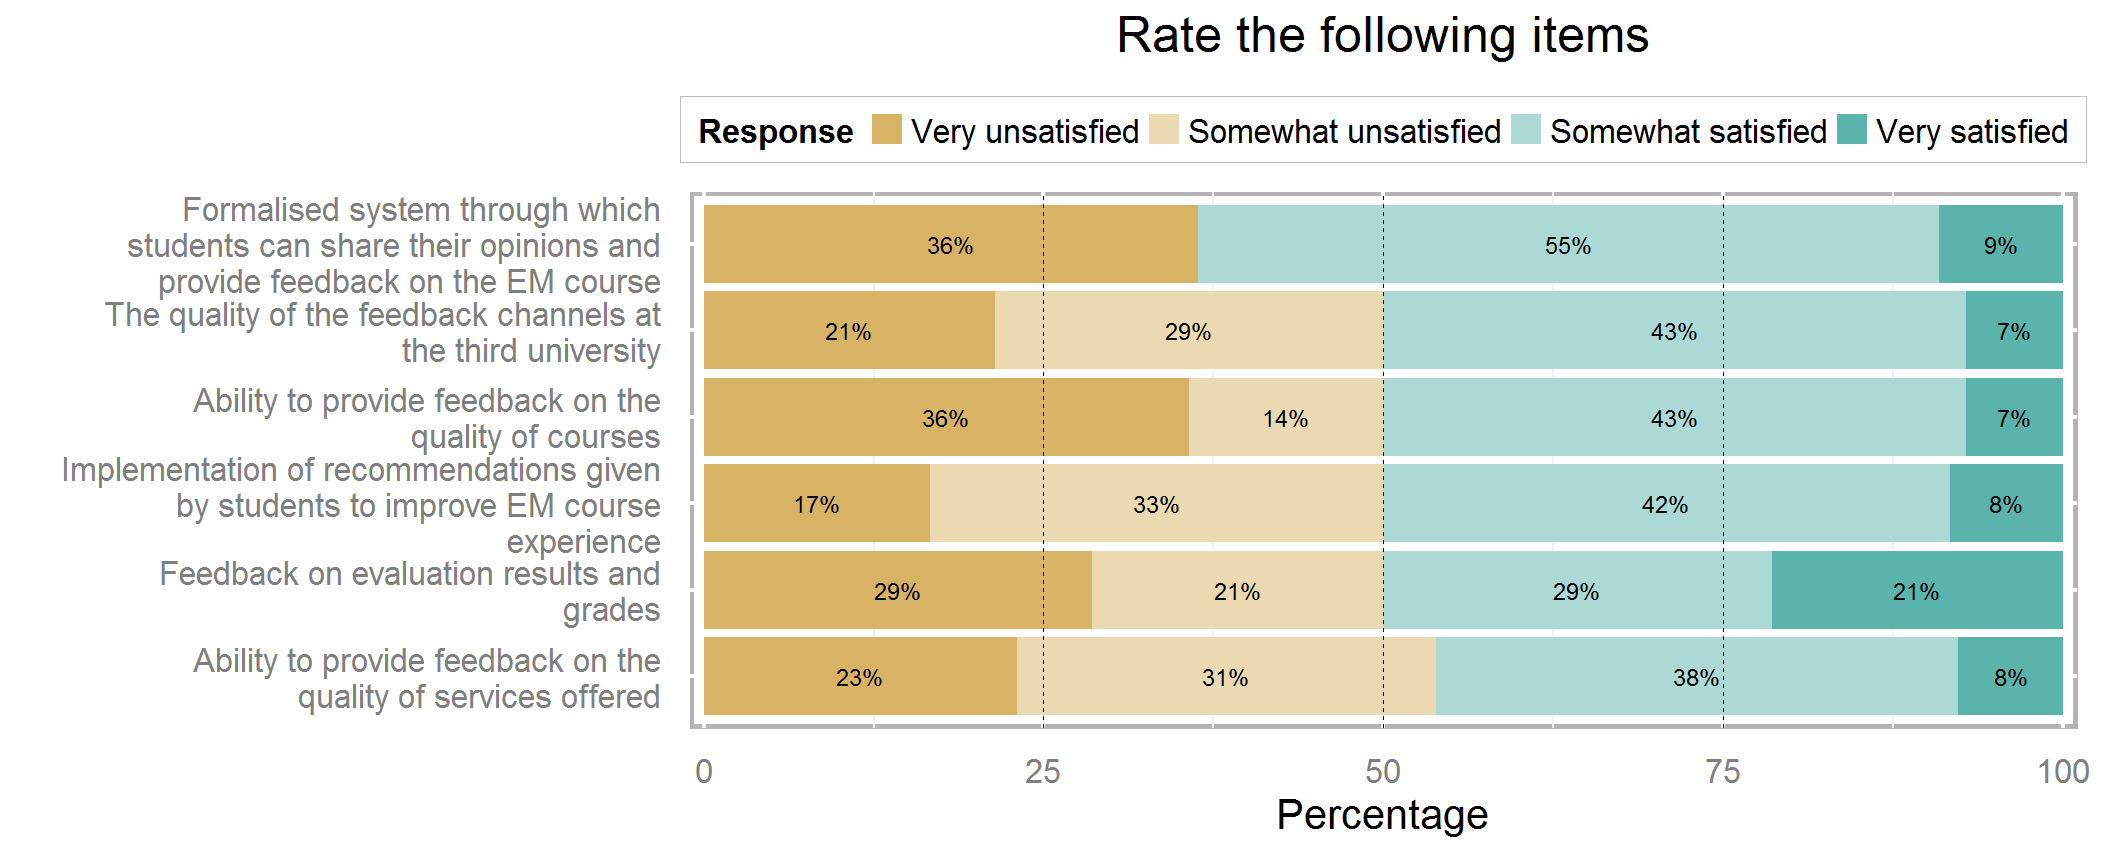 Rate the following items
Response Very unsatisfied Somewhat unsatisfied Somewhat satisfied Very satisfied
Formalised system through which
students can share their opinions and
provide feedback on the EM course
36% 55% 9%
The quality of the feedback channels at
the third university
21% 29% 43% 7%
Ability to provide feedback on the
quality of courses
36% 14% 43% 7%
Implementation of recommendations given
by students to improve EM course
experience
17% 33% 42% 8%
Feedback on evaluation results and
grades
29% 21% 29% 21%
Ability to provide feedback on the
quality of services offered
23% 31% 38% 8%
0 25 50 75 100
Percentage